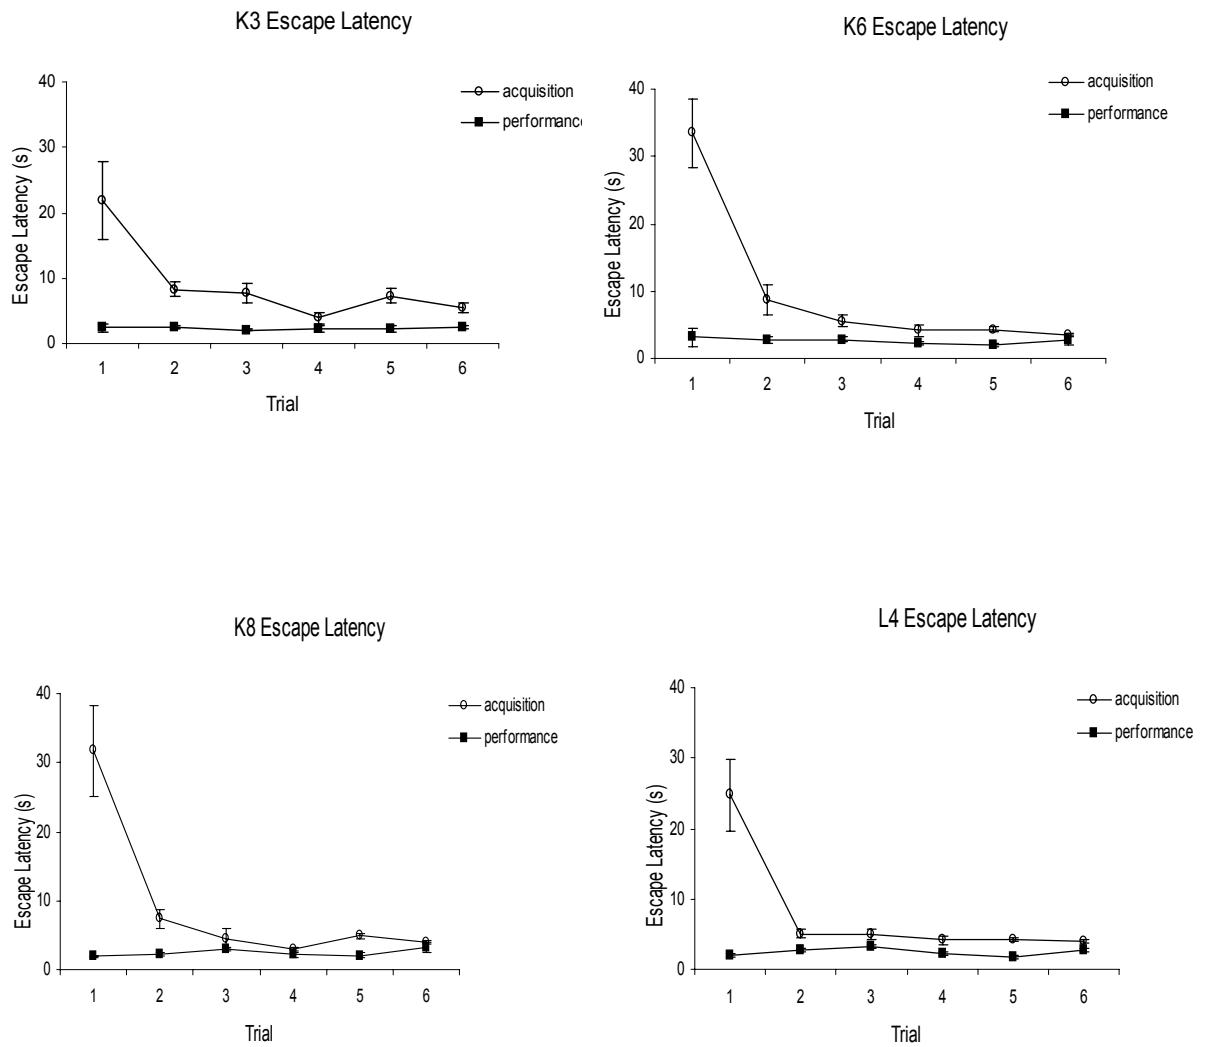 K3 Escape Latency
40
30
20
10
0
Escape Latency (s)
acquisition
performance
1 2 3 4 5 6
Trial
K6 Escape Latency
40
30
20
10
0
Escape Latency (s)
acquisition
performance
1 2 3 4 5 6
Trial
K8 Escape Latency
40
30
20
10
0
Escape Latency (s)
acquisition
performance
1 2 3 4 5 6
Trial
L4 Escape Latency
40
30
20
10
0
Escape Latency (s)
acquisition
performance
1 2 3 4 5 6
Trial